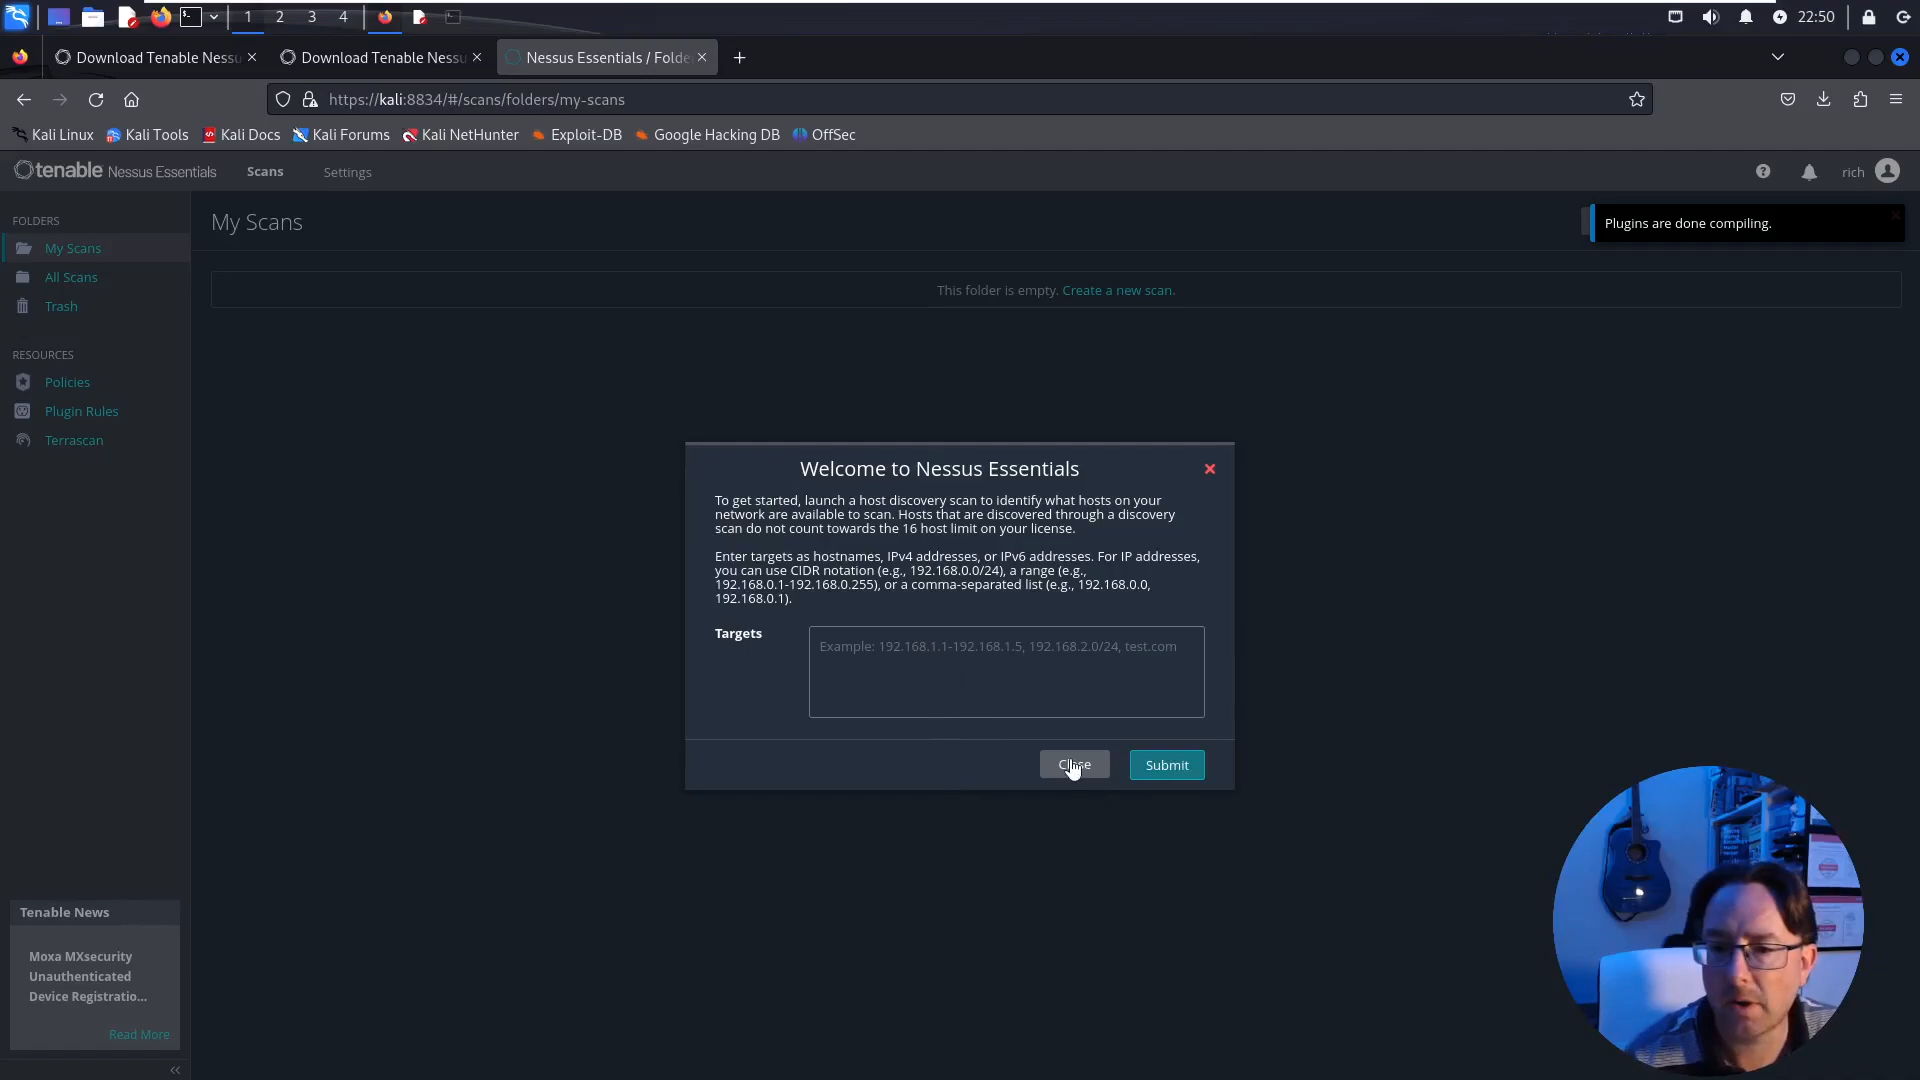 1 2 3 4
22:50
Download Tenable Nessu
Download Tenable Nessu
Nessus Essentials / Folde
https://kali:8834/#/scans/folders/my-scans
Kali Linux
Kali Tools
Kali Docs
Kali Forums
Kali NetHunter
Exploit-DB
Google Hacking DB
OffSec
tenable Nessus Essentials
Scans
Settings
rich
FOLDERS
My Scans
All Scans
Trash
RESOURCES
Policies
Plugin Rules
Terrascan
My Scans
Plugins are done compiling.
This folder is empty. Create a new scan.
Welcome to Nessus Essentials
To get started, launch a host discovery scan to identify what hosts on your
network are available to scan. Hosts that are discovered through a discovery
scan do not count towards the 16 host limit on your license.
Enter targets as hostnames, IPv4 addresses, or IPv6 addresses. For IP addresses,
you can use CIDR notation (e.g., 192.168.0.0/24), a range (e.g.,
192.168.0.1-192.168.0.255), or a comma-separated list (e.g., 192.168.0.0,
192.168.0.1).
Targets
Example: 192.168.1.1-192.168.1.5, 192.168.2.0/24, test.com
Close
Submit
Tenable News
Moxa MXsecurity
Unauthenticated
Device Registratio...
Read More